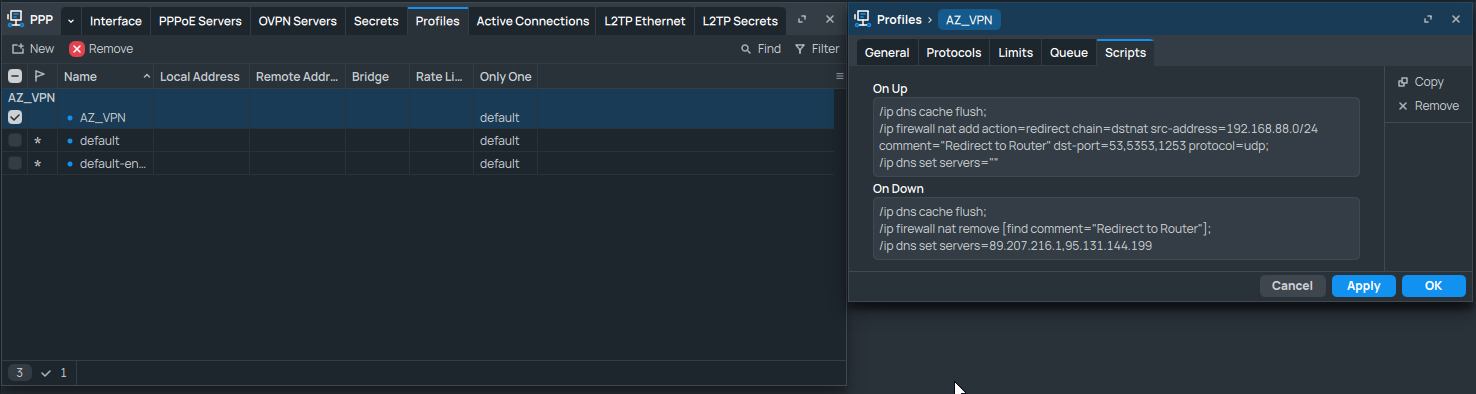 PPP Interface PPPoE Servers OVPN Servers Secrets Profiles Active Connections L2TP Ethernet L2TP Secrets
New Remove Find Filter
Name Local Address Remote Addr... Bridge Rate Li... Only One
AZ_VPN
AZ_VPN default
* default default
* default-en... default
3 1
Profiles › AZ_VPN
General Protocols Limits Queue Scripts
On Up
/ip dns cache flush;
/ip firewall nat add action=redirect chain=dstnat src-address=192.168.88.0/24
comment="Redirect to Router" dst-port=53,5353,1253 protocol=udp;
/ip dns set servers=""
On Down
/ip dns cache flush;
/ip firewall nat remove [find comment="Redirect to Router"];
/ip dns set servers=89.207.216.1,95.131.144.199
Copy
Remove
Cancel Apply OK